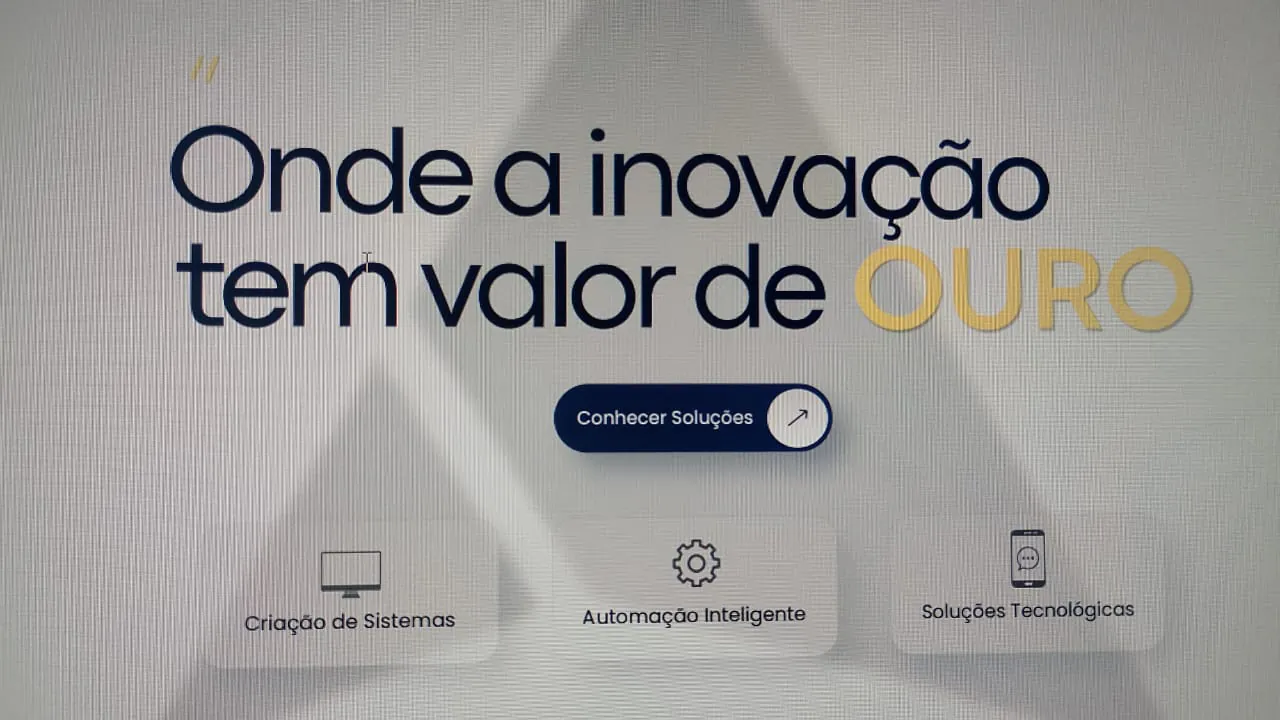 "
Onde a inovação
tem valor de OURO
Conhecer Soluções
Criação de Sistemas
Automação Inteligente
Soluções Tecnológicas